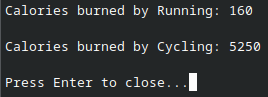 Calories burned by Running: 160
Calories burned by Cycling: 5250
Press Enter to close...